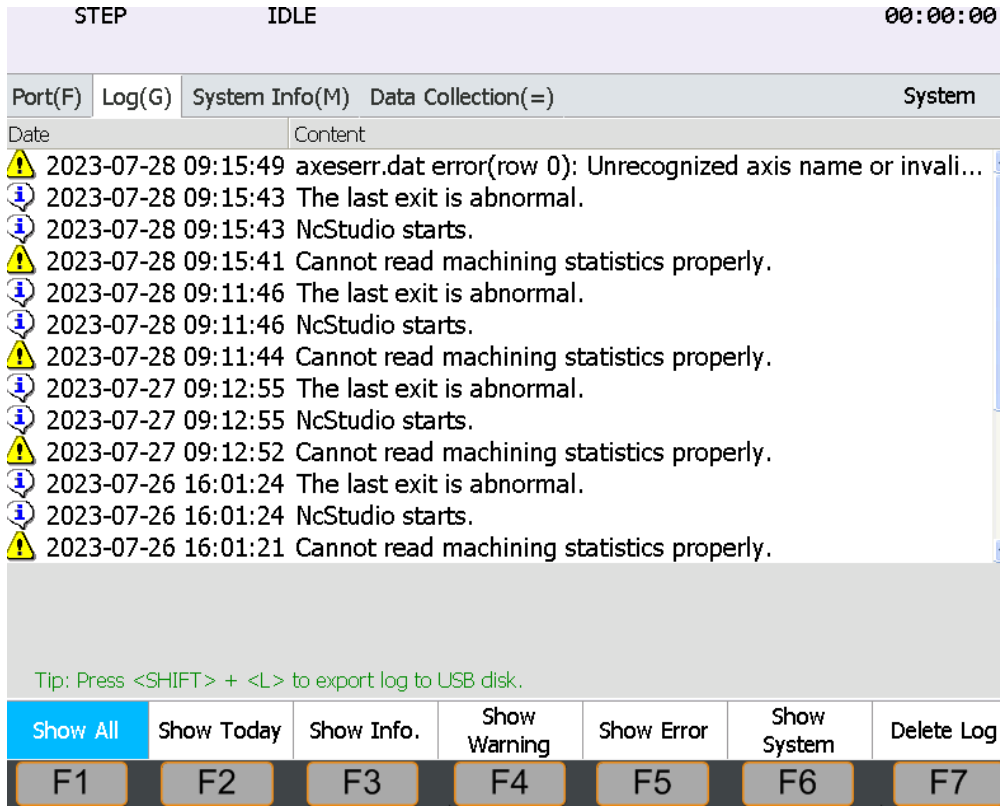 STEP IDLE 00:00:00
Port(F) Log(G) System Info(M) Data Collection(=) System
Date Content
2023-07-28 09:15:49 axeserr.dat error(row 0): Unrecognized axis name or invali...
2023-07-28 09:15:43 The last exit is abnormal.
2023-07-28 09:15:43 NcStudio starts.
2023-07-28 09:15:41 Cannot read machining statistics properly.
2023-07-28 09:11:46 The last exit is abnormal.
2023-07-28 09:11:46 NcStudio starts.
2023-07-28 09:11:44 Cannot read machining statistics properly.
2023-07-27 09:12:55 The last exit is abnormal.
2023-07-27 09:12:55 NcStudio starts.
2023-07-27 09:12:52 Cannot read machining statistics properly.
2023-07-26 16:01:24 The last exit is abnormal.
2023-07-26 16:01:24 NcStudio starts.
2023-07-26 16:01:21 Cannot read machining statistics properly.
Tip: Press <SHIFT> + <L> to export log to USB disk.
Show All Show Today Show Info. Show Warning Show Error Show System Delete Log
F1 F2 F3 F4 F5 F6 F7